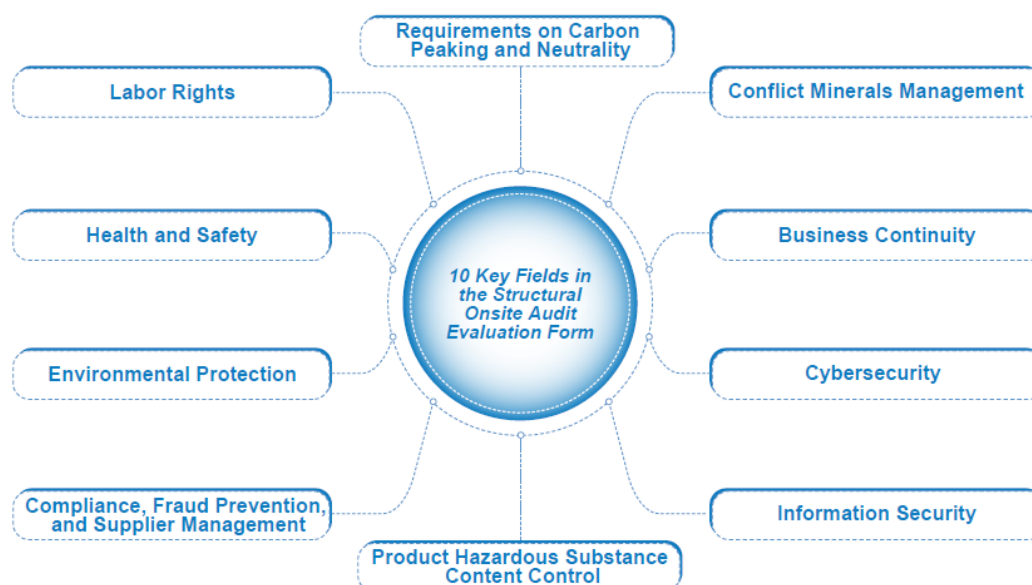 Requirements on Carbon
Peaking and Neutrality
Labor Rights
Conflict Minerals Management
Health and Safety
Business Continuity
10 Key Fields in
the Structural
Onsite Audit
Evaluation Form
Environmental Protection
Cybersecurity
Compliance, Fraud Prevention,
and Supplier Management
Information Security
Product Hazardous Substance
Content Control